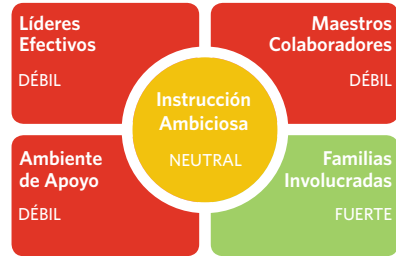 Líderes
Efectivos
DÉBIL
Maestros
Colaboradores
DÉBIL
Instrucción
Ambiciosa
NEUTRAL
Ambiente
de Apoyo
DÉBIL
Familias
Involucradas
FUERTE